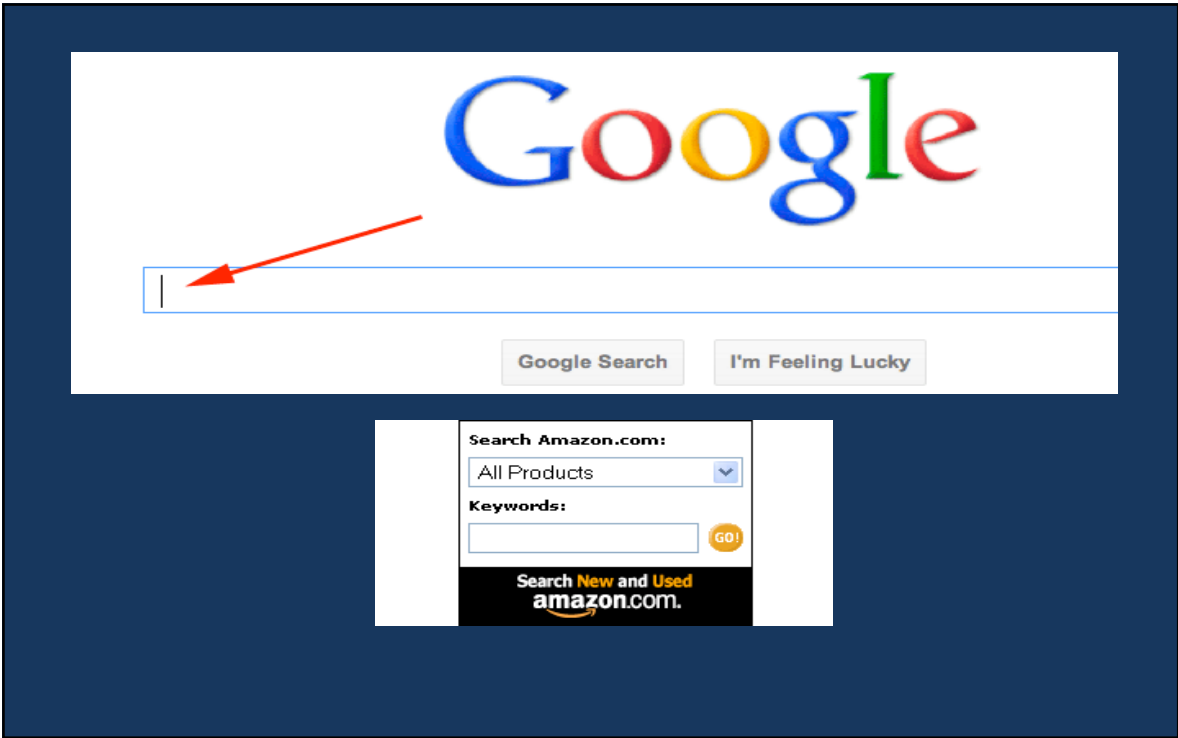 Google
Google Search
I'm Feeling Lucky
Search Amazon.com:
All Products
Keywords:
GO!
Search New and Used
amazon.com.